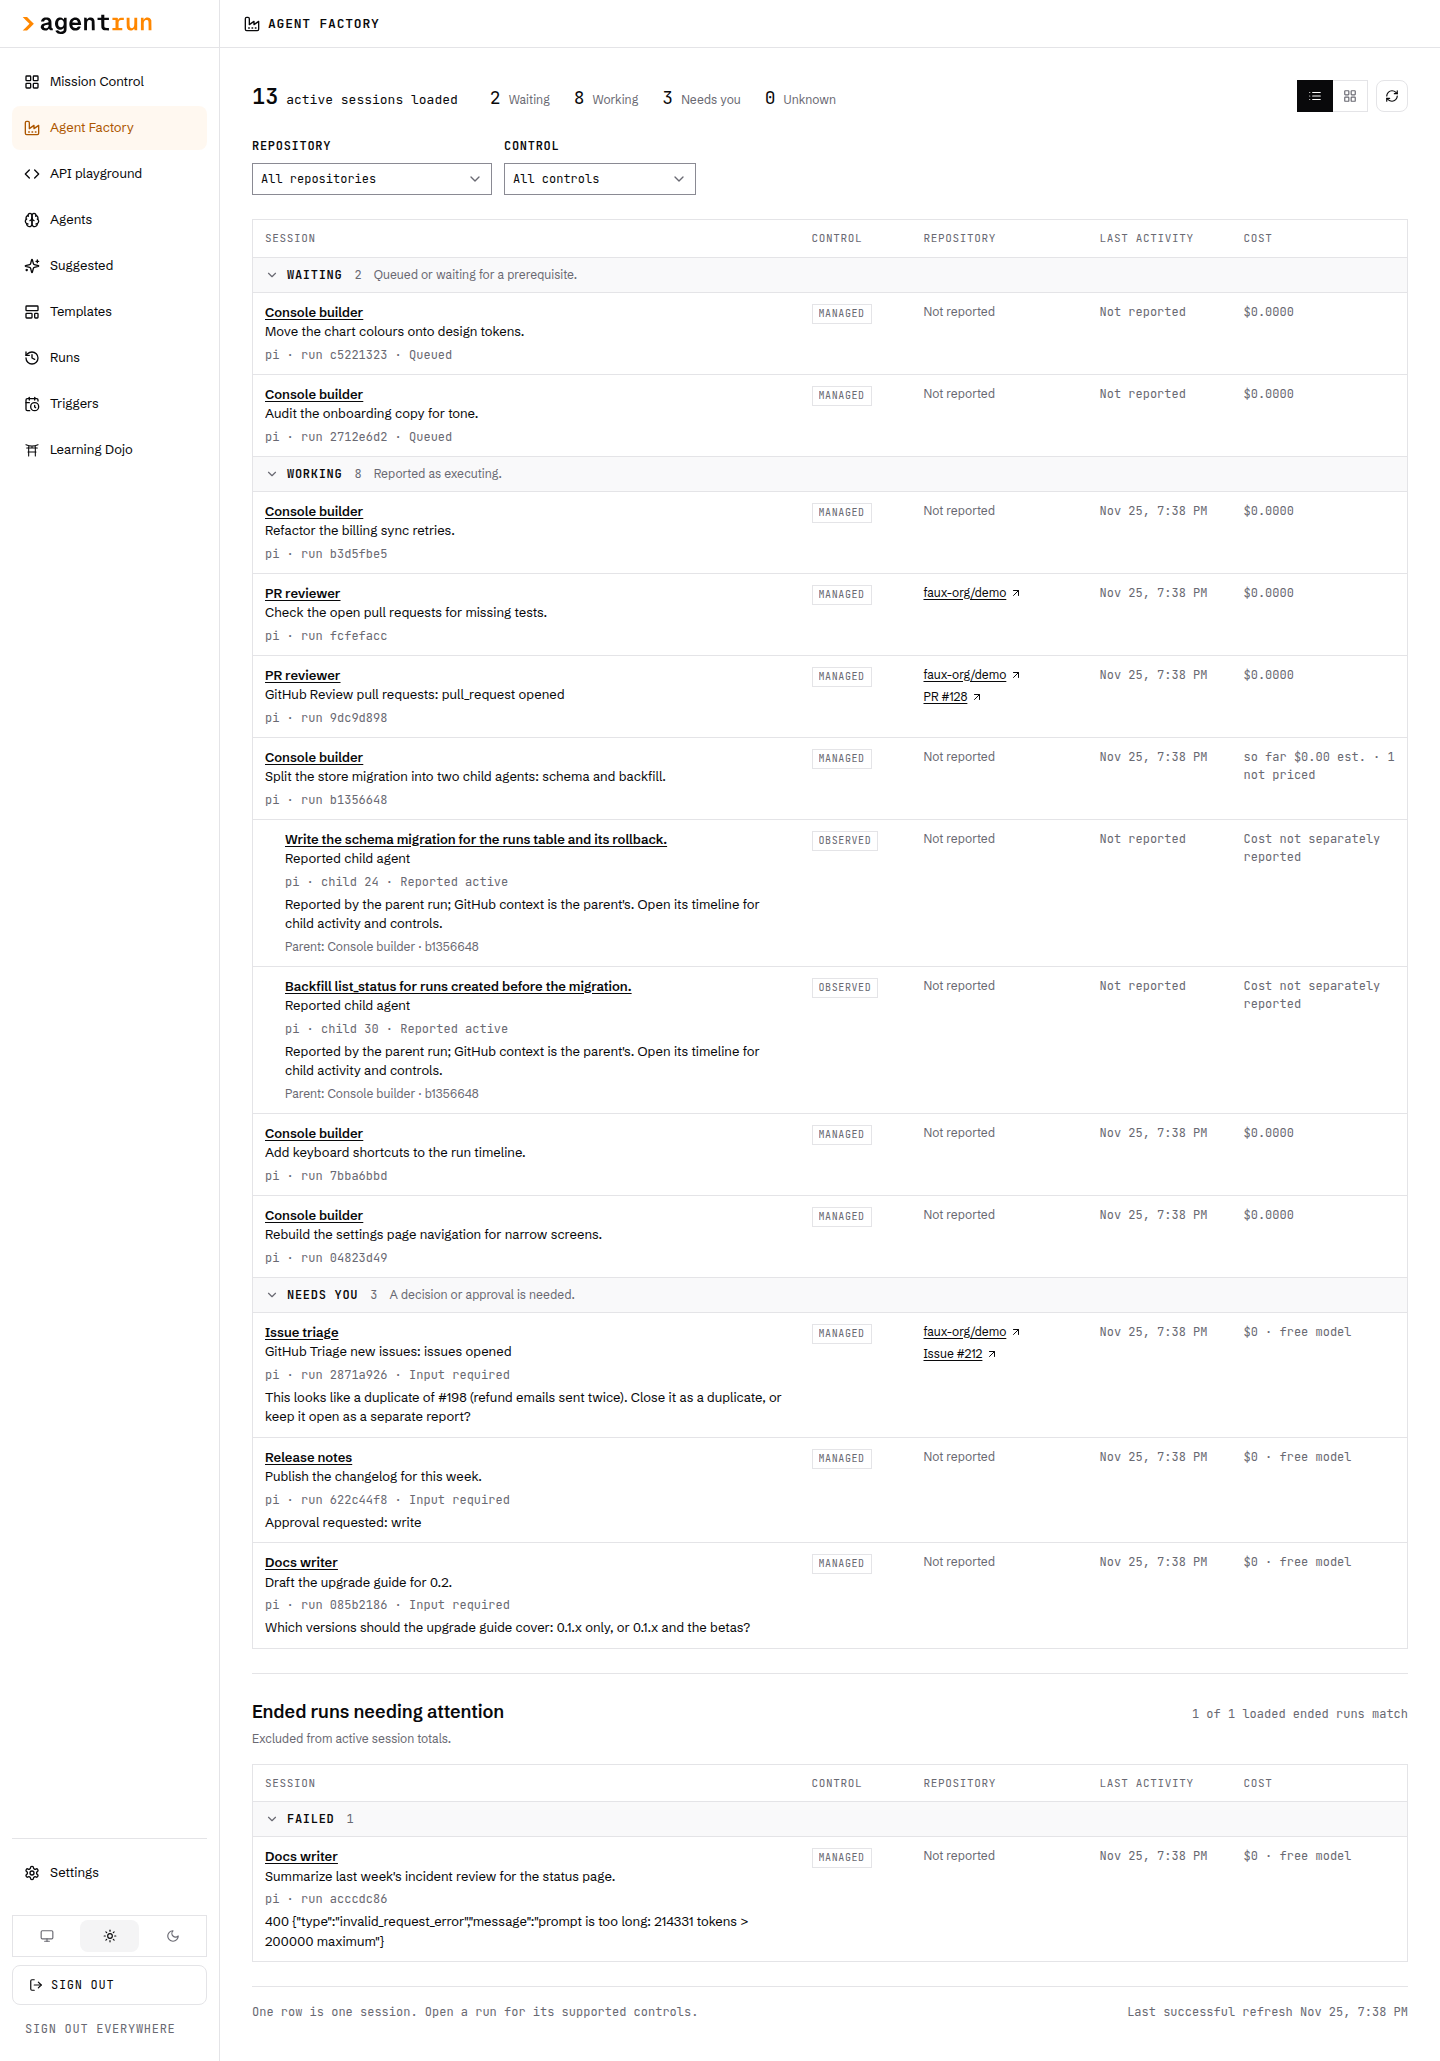 agentrun
AGENT FACTORY
Mission Control
Agent Factory
API playground
Agents
Suggested
Templates
Runs
Triggers
Learning Dojo
13 active sessions loaded 2 Waiting 8 Working 3 Needs you 0 Unknown
REPOSITORY CONTROL
All repositories All controls
SESSION CONTROL REPOSITORY LAST ACTIVITY COST
WAITING 2 Queued or waiting for a prerequisite.
Console builder MANAGED Not reported Not reported $0.0000
Move the chart colours onto design tokens.
pi · run c5221323 · Queued
Console builder MANAGED Not reported Not reported $0.0000
Audit the onboarding copy for tone.
pi · run 2712e6d2 · Queued
WORKING 8 Reported as executing.
Console builder MANAGED Not reported Nov 25, 7:38 PM $0.0000
Refactor the billing sync retries.
pi · run b3d5fbe5
PR reviewer MANAGED faux-org/demo Nov 25, 7:38 PM $0.0000
Check the open pull requests for missing tests.
pi · run fcfefacc
PR reviewer MANAGED faux-org/demo Nov 25, 7:38 PM $0.0000
GitHub Review pull requests: pull_request opened PR #128
pi · run 9dc9d898
Console builder MANAGED Not reported Nov 25, 7:38 PM so far $0.00 est. · 1
Split the store migration into two child agents: schema and backfill. not priced
pi · run b1356648
Write the schema migration for the runs table and its rollback. OBSERVED Not reported Not reported Cost not separately
Reported child agent reported
pi · child 24 · Reported active
Reported by the parent run; GitHub context is the parent's. Open its timeline for
child activity and controls.
Parent: Console builder · b1356648
Backfill list_status for runs created before the migration. OBSERVED Not reported Not reported Cost not separately
Reported child agent reported
pi · child 30 · Reported active
Reported by the parent run; GitHub context is the parent's. Open its timeline for
child activity and controls.
Parent: Console builder · b1356648
Console builder MANAGED Not reported Nov 25, 7:38 PM $0.0000
Add keyboard shortcuts to the run timeline.
pi · run 7bba6bbd
Console builder MANAGED Not reported Nov 25, 7:38 PM $0.0000
Rebuild the settings page navigation for narrow screens.
pi · run 04823d49
NEEDS YOU 3 A decision or approval is needed.
Issue triage MANAGED faux-org/demo Nov 25, 7:38 PM $0 · free model
GitHub Triage new issues: issues opened Issue #212
pi · run 2871a926 · Input required
This looks like a duplicate of #198 (refund emails sent twice). Close it as a duplicate, or
keep it open as a separate report?
Release notes MANAGED Not reported Nov 25, 7:38 PM $0 · free model
Publish the changelog for this week.
pi · run 622c44f8 · Input required
Approval requested: write
Docs writer MANAGED Not reported Nov 25, 7:38 PM $0 · free model
Draft the upgrade guide for 0.2.
pi · run 085b2186 · Input required
Which versions should the upgrade guide cover: 0.1.x only, or 0.1.x and the betas?
Ended runs needing attention 1 of 1 loaded ended runs match
Excluded from active session totals.
SESSION CONTROL REPOSITORY LAST ACTIVITY COST
FAILED 1
Docs writer MANAGED Not reported Nov 25, 7:38 PM $0 · free model
Summarize last week's incident review for the status page.
pi · run acccdc86
400 {"type":"invalid_request_error","message":"prompt is too long: 214331 tokens >
200000 maximum"}
One row is one session. Open a run for its supported controls. Last successful refresh Nov 25, 7:38 PM
Settings
SIGN OUT
SIGN OUT EVERYWHERE